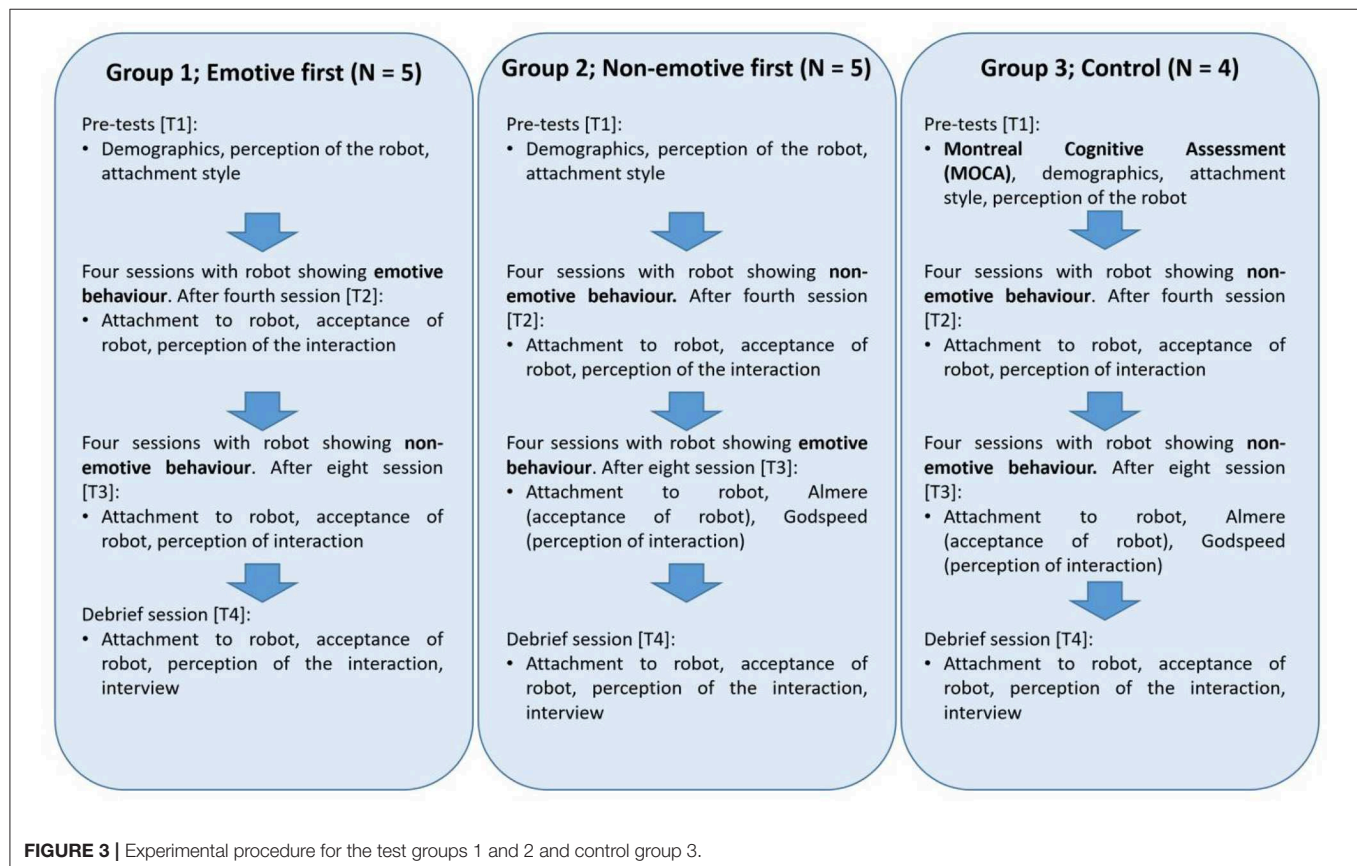 Group 1; Emotive first (N = 5)
Pre-tests [T1]:
• Demographics, perception of the robot,
attachment style
Four sessions with robot showing emotive
behaviour. After fourth session [T2]:
• Attachment to robot, acceptance of
robot, perception of the interaction
Four sessions with robot showing non-
emotive behaviour. After eight session
[T3]:
• Attachment to robot, acceptance of
robot, perception of interaction
Debrief session [T4]:
• Attachment to robot, acceptance of
robot, perception of the interaction,
interview
Group 2; Non-emotive first (N = 5)
Pre-tests [T1]:
• Demographics, perception of the robot,
attachment style
Four sessions with robot showing non-
emotive behaviour. After fourth session
[T2]:
• Attachment to robot, acceptance of
robot, perception of the interaction
Four sessions with robot showing emotive
behaviour. After eight session [T3]:
• Attachment to robot, Almere
(acceptance of robot), Godspeed
(perception of interaction)
Debrief session [T4]:
• Attachment to robot, acceptance of
robot, perception of the interaction,
interview
Group 3; Control (N = 4)
Pre-tests [T1]:
• Montreal Cognitive Assessment
(MOCA), demographics, attachment
style, perception of the robot
Four sessions with robot showing non-
emotive behaviour. After fourth session
[T2]:
• Attachment to robot, acceptance of
robot, perception of interaction
Four sessions with robot showing non-
emotive behaviour. After eight session
[T3]:
• Attachment to robot, Almere
(acceptance of robot), Godspeed
(perception of interaction)
Debrief session [T4]:
• Attachment to robot, acceptance of
robot, perception of the interaction,
interview
FIGURE 3 | Experimental procedure for the test groups 1 and 2 and control group 3.